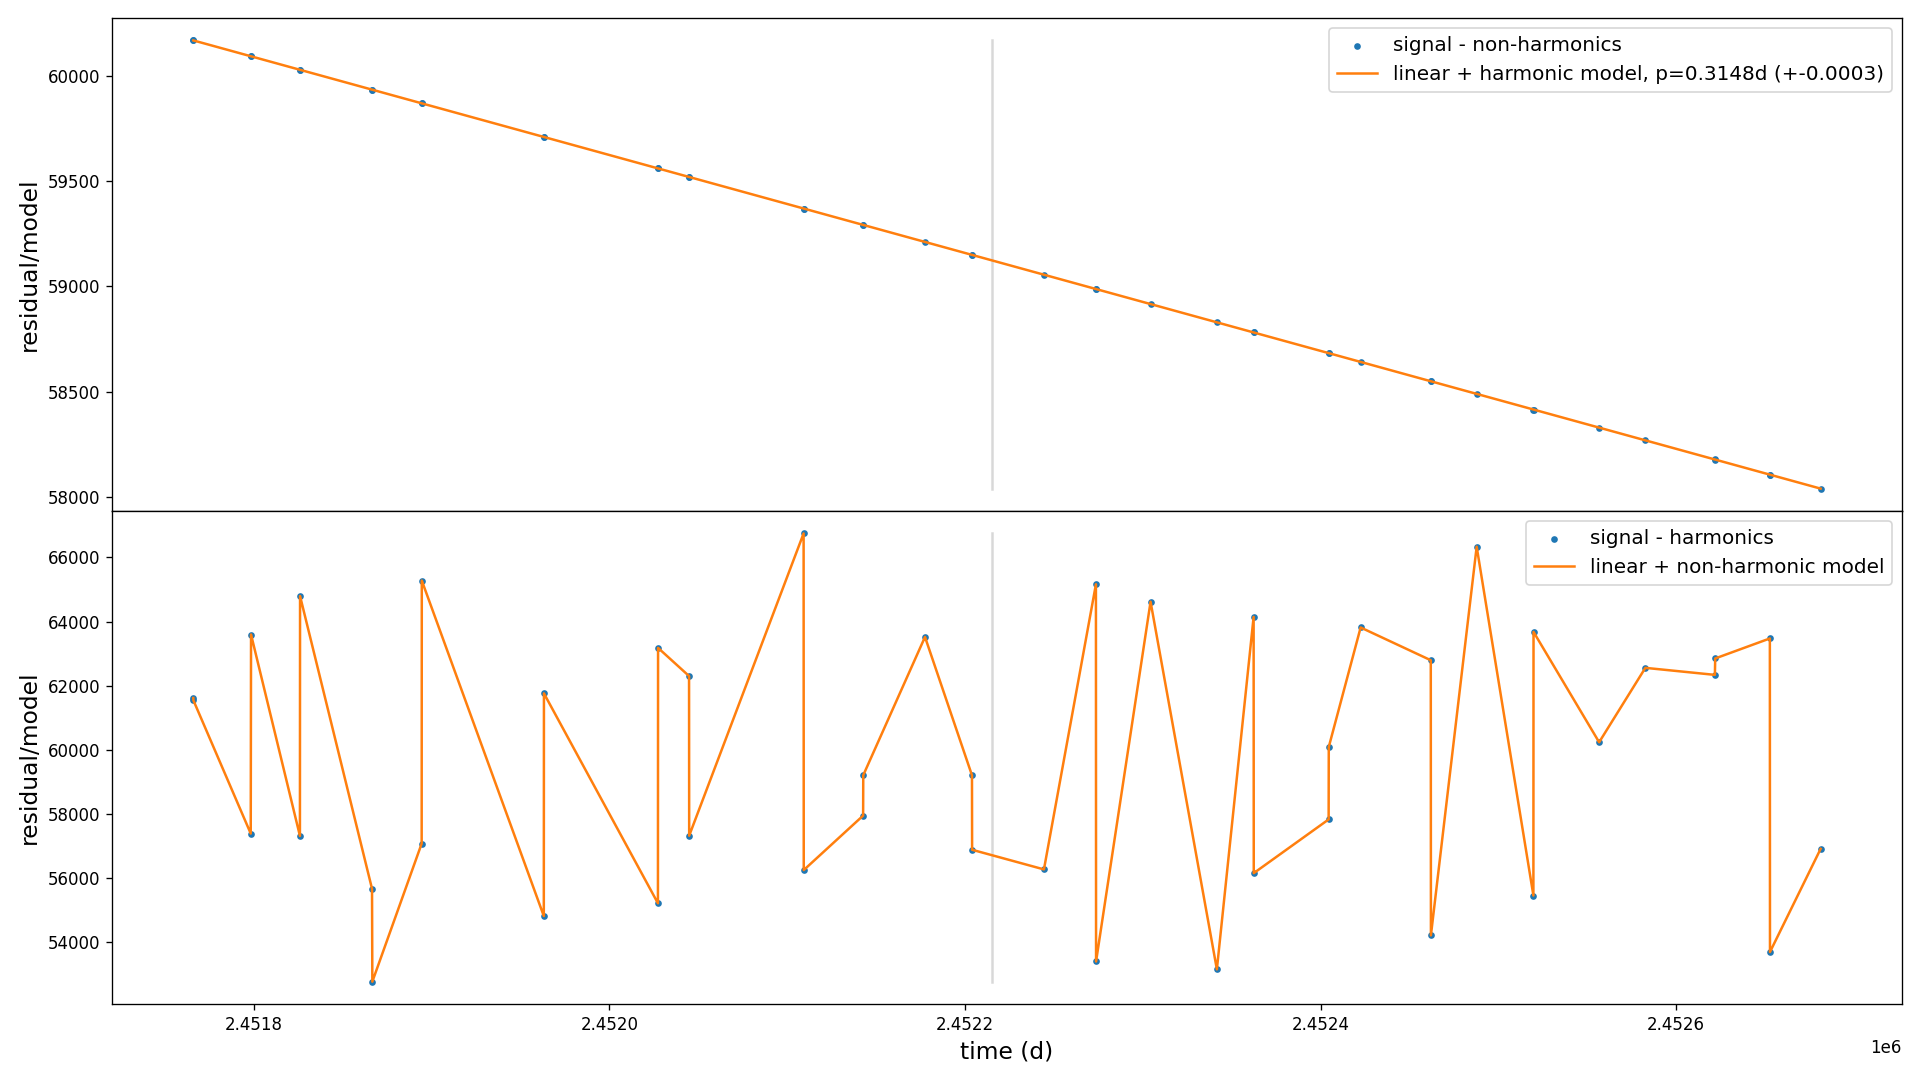 signal - non-harmonics
linear + harmonic model, p=0.3148d (+-0.0003)
60000
59500
59000
58500
58000
residual/model
signal - harmonics
linear + non-harmonic model
66000
64000
62000
60000
58000
56000
54000
residual/model
2.4518
2.4520
2.4522
2.4524
2.4526
1e6
time (d)